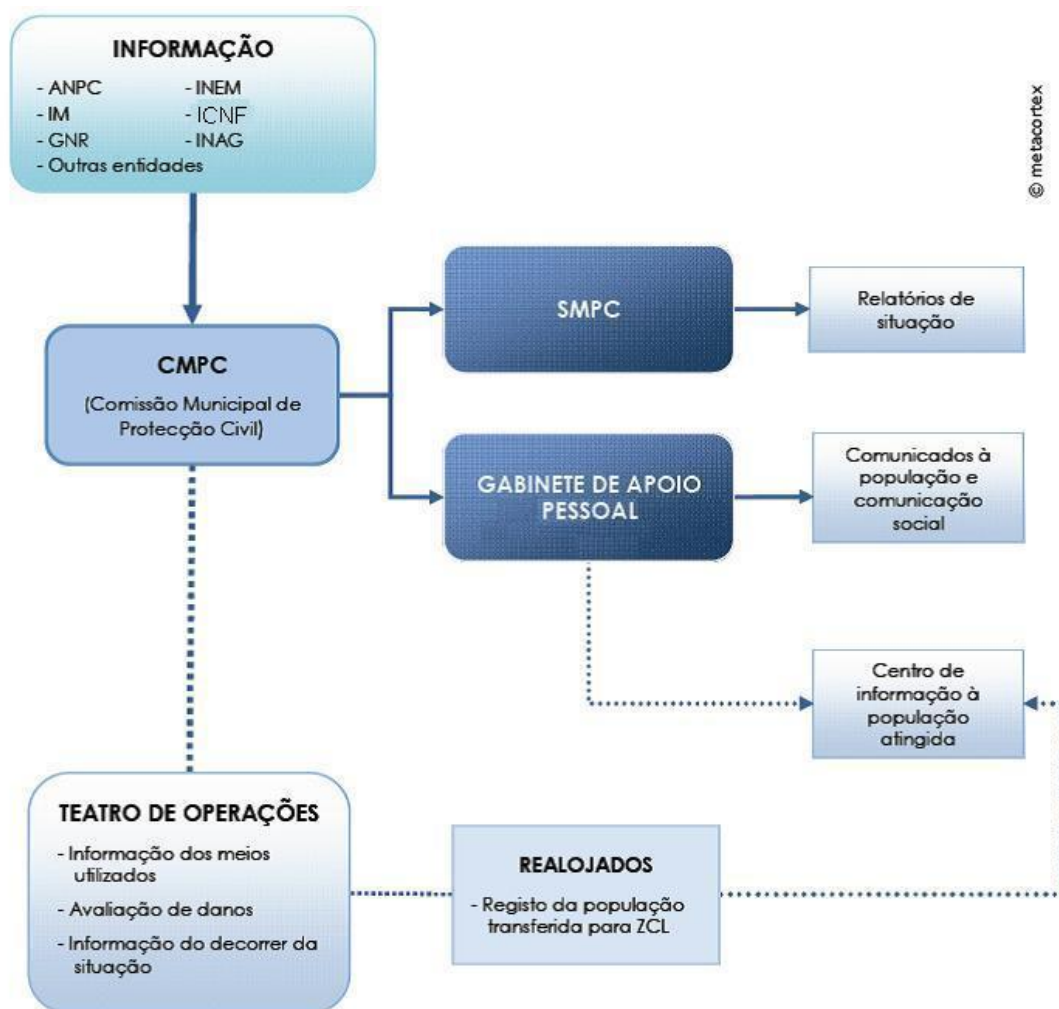 INFORMAÇÃO
- ANPC
- INEM
- IM
- ICNF
- GNR
- INAG
- Outras entidades
© metacortex
SMPC
Relatórios de
situação
CMPC
(Comissão Municipal de
Protecção Civil)
GABINETE DE APOIO
PESSOAL
Comunicados à
população e
comunicação
social
Centro de
informação à
população
atingida
TEATRO DE OPERAÇÕES
- Informação dos meios
utilizados
- Avaliação de danos
- Informação do decorrer da
situação
REALOJADOS
- Registo da população
transferida para ZCL